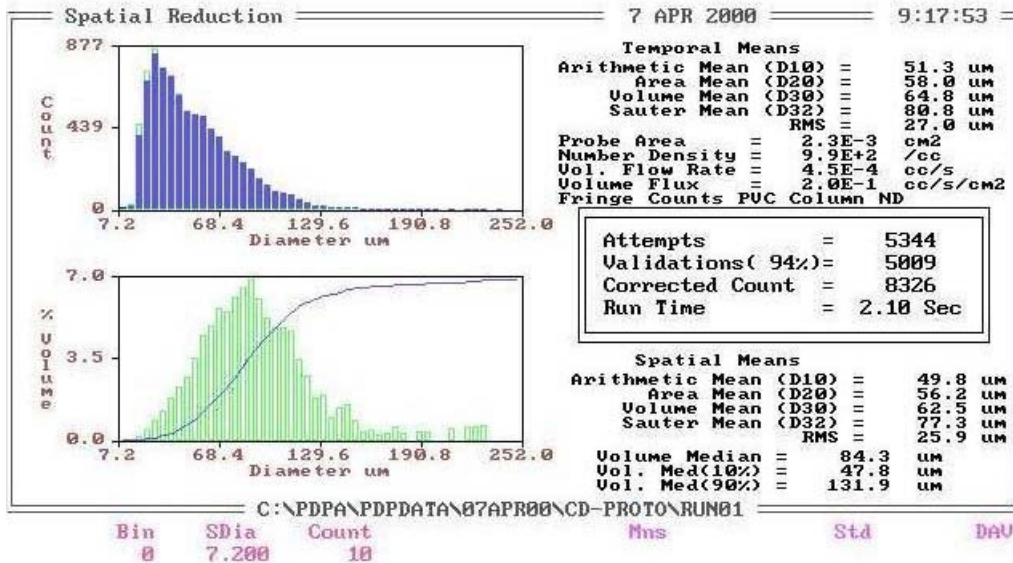 Spatial Reduction 7 APR 2000 9:17:53
877
439
0
Count
7.2 68.4 129.6 190.8 252.0
Diameter um
7.0
3.5
0.0
% Volume
7.2 68.4 129.6 190.8 252.0
Diameter um
Temporal Means
Arithmetic Mean (D10) = 51.3 um
Area Mean (D20) = 58.0 um
Volume Mean (D30) = 64.8 um
Sauter Mean (D32) = 80.8 um
RMS = 27.0 um
Probe Area = 2.3E-3 cm2
Number Density = 9.9E+2 /cc
Vol. Flow Rate = 4.5E-4 cc/s
Volume Flux = 2.0E-1 cc/s/cm2
Fringe Counts PVC Column ND
Attempts = 5344
Validations( 94%)= 5009
Corrected Count = 8326
Run Time = 2.10 Sec
Spatial Means
Arithmetic Mean (D10) = 49.8 um
Area Mean (D20) = 56.2 um
Volume Mean (D30) = 62.5 um
Sauter Mean (D32) = 77.3 um
RMS = 25.9 um
Volume Median = 84.3 um
Vol. Med(10%) = 47.8 um
Vol. Med(90%) = 131.9 um
C:\PDPA\PDPDATA\07APR00\CD-PROTO\RUN01
Bin SDia Count Mns Std DAV
0 7.200 10